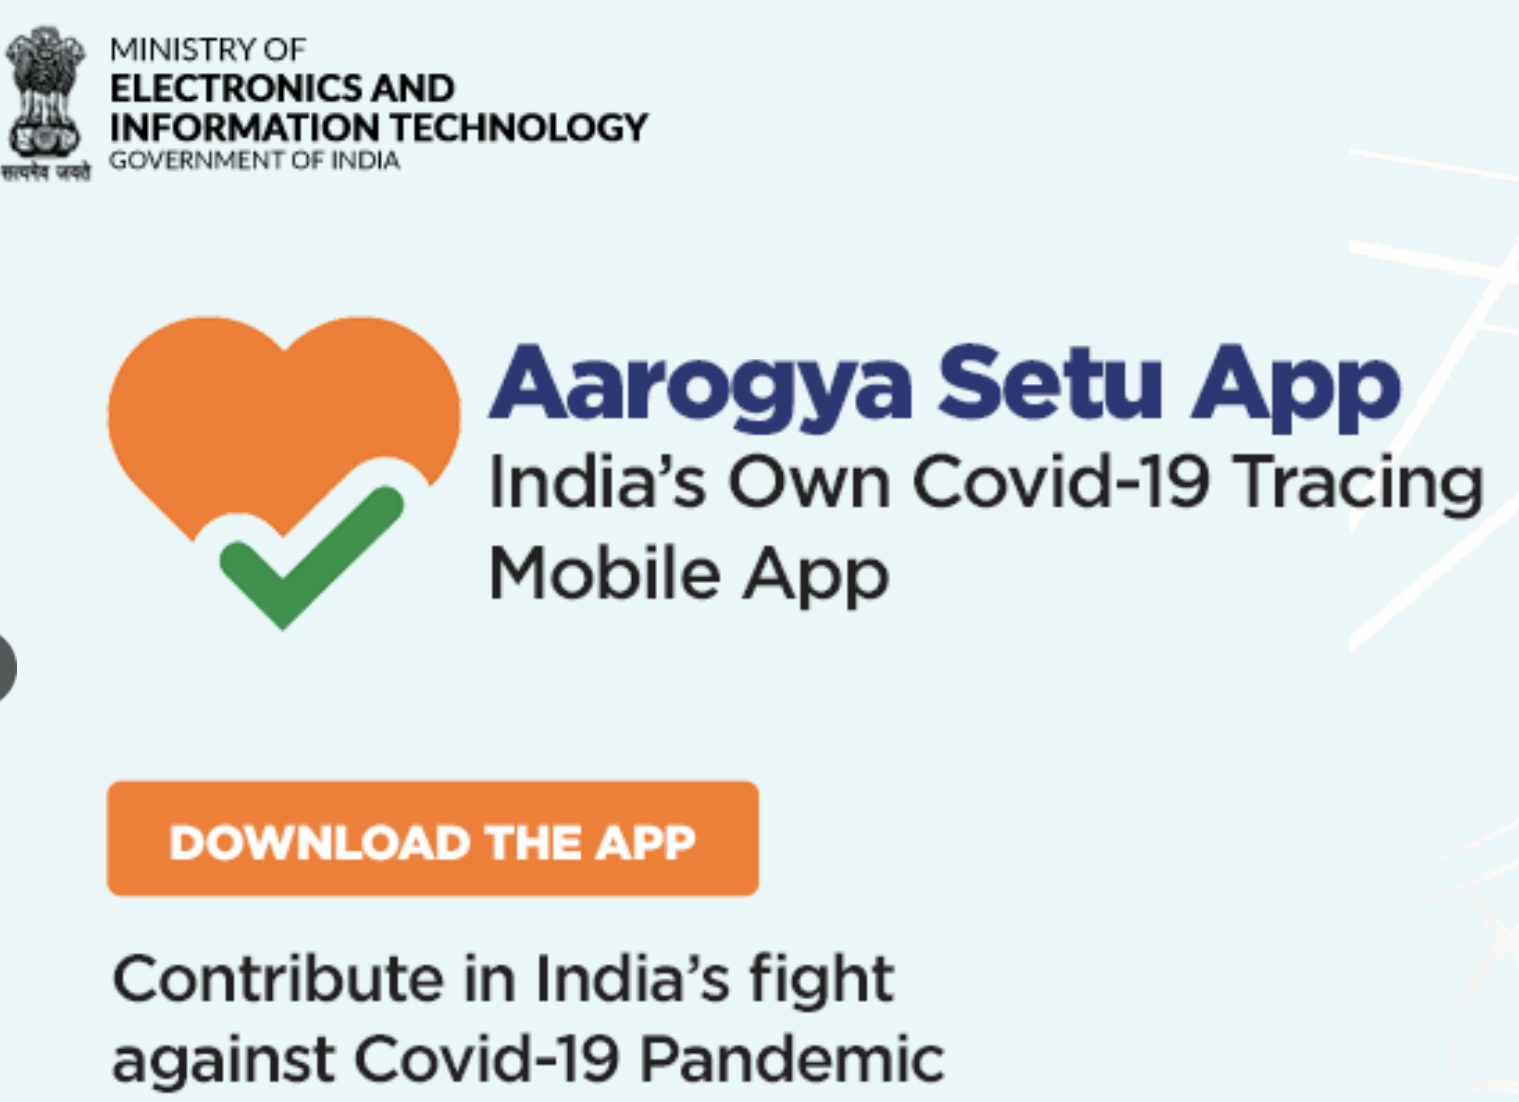 MINISTRY OF
ELECTRONICS AND
INFORMATION TECHNOLOGY
GOVERNMENT OF INDIA
सत्यमेव जयते
Aarogya Setu App
India’s Own Covid-19 Tracing
Mobile App
DOWNLOAD THE APP
Contribute in India’s fight
against Covid-19 Pandemic